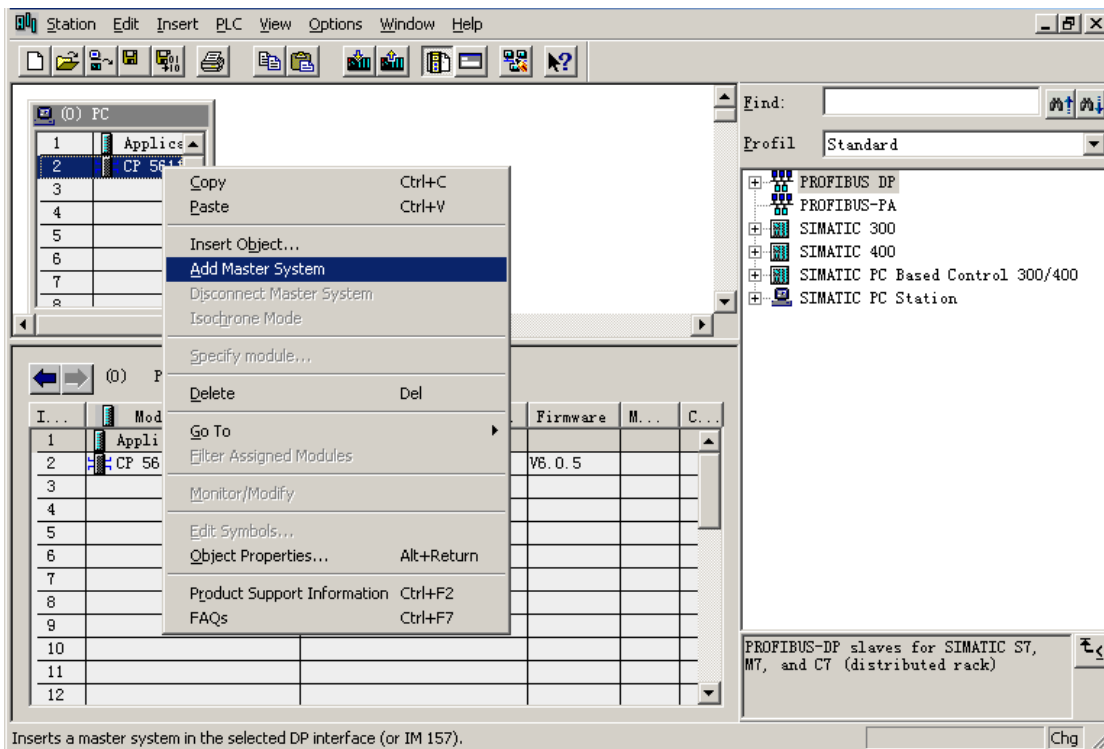 Station Edit Insert PLC View Options Window Help
(0) PC
1 Applica
2 CP 5611
3
4
5
6
7
8
Copy Ctrl+C
Paste Ctrl+V
Insert Object...
Add Master System
Disconnect Master System
Isochrone Mode
Specify module...
Delete Del
Go To
Filter Assigned Modules
Monitor/Modify
Edit Symbols...
Object Properties... Alt+Return
Product Support Information Ctrl+F2
FAQs Ctrl+F7
Find:
Profil Standard
PROFIBUS DP
PROFIBUS-PA
SIMATIC 300
SIMATIC 400
SIMATIC PC Based Control 300/400
SIMATIC PC Station
(0) P
I... Mod Firmware M... C...
1 Appli
2 CP 56 V6.0.5
3
4
5
6
7
8
9
10
11
12
PROFIBUS-DP slaves for SIMATIC S7,
M7, and C7 (distributed rack)
Inserts a master system in the selected DP interface (or IM 157).
Chg